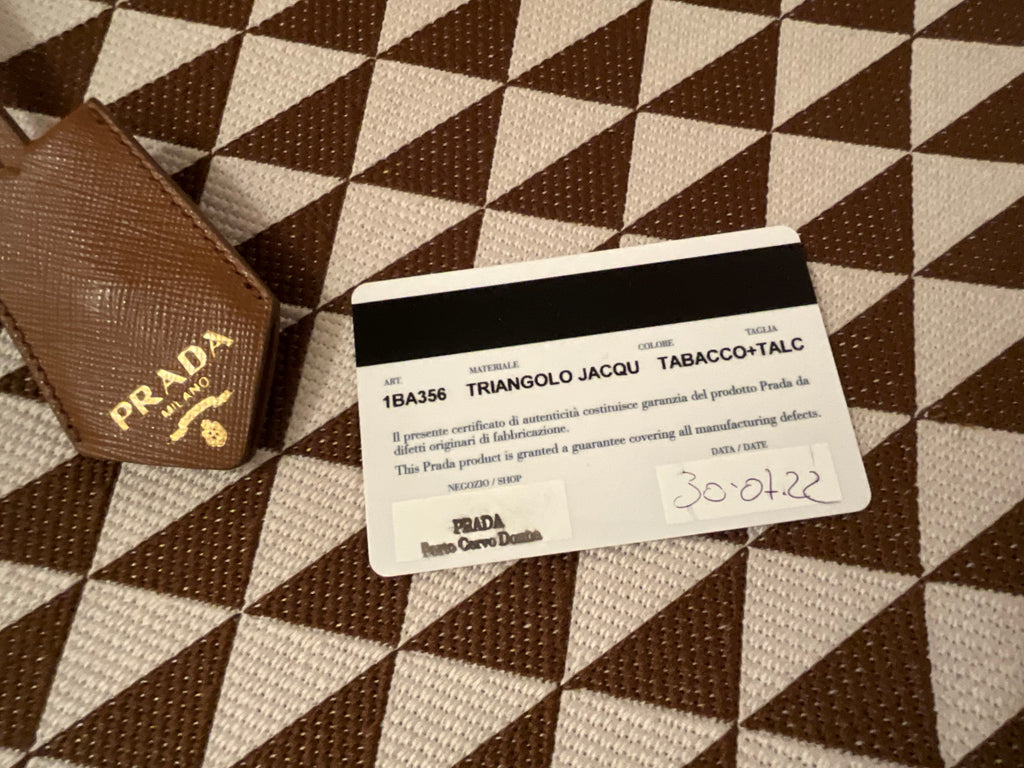 PRADA
MILANO
ART.
MATERIALE
COLORE
TAGLIA
1BA356 TRIANGOLO JACQU TABACCO+TALC
Il presente certificato di autenticità costituisce garanzia del prodotto Prada da
difetti originari di fabbricazione.
This Prada product is granted a guarantee covering all manufacturing defects.
NEGOZIO / SHOP
DATA / DATE
PRADA
Porto Cervo Donna
30.07.22